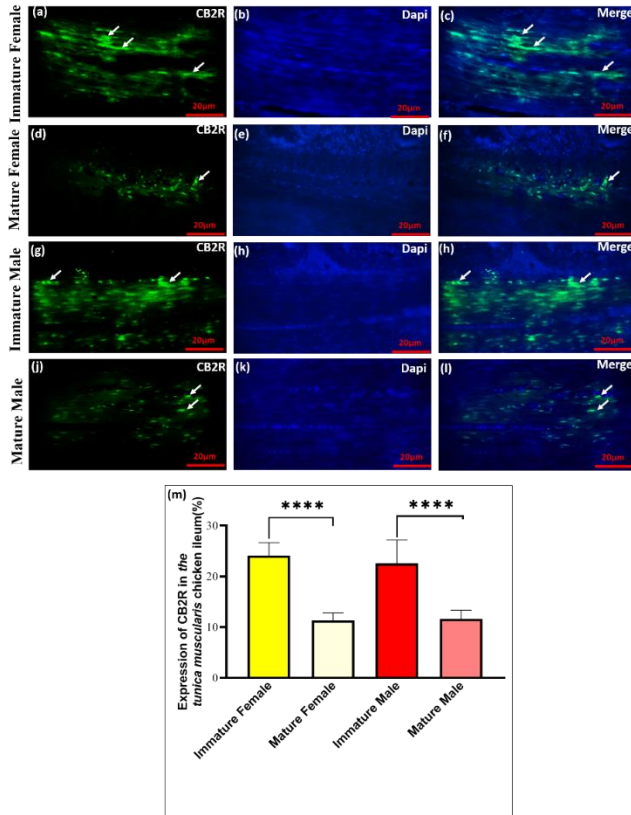 Immature Female
(a) CB2R
20μm
(b) Dapi
20μm
(c) Merge
20μm
Mature Female
(d) CB2R
20μm
(e) Dapi
20μm
(f) Merge
20μm
Immature Male
(g) CB2R
20μm
(h) Dapi
20μm
(h) Merge
20μm
Mature Male
(j) CB2R
20μm
(k) Dapi
20μm
(l) Merge
20μm
(m)
**** ****
Expression of CB2R in the
tunica muscularis chicken ileum(%)
30
20
10
0
Immature Female
Mature Female
Immature Male
Mature Male